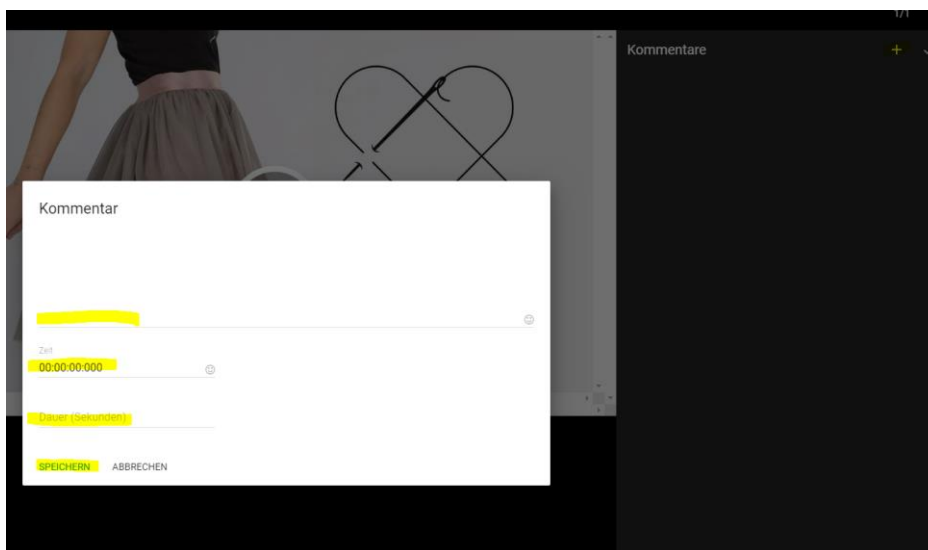 1/1
Kommentare
Kommentar
Zeit
00:00:00:000
Dauer (Sekunden)
SPEICHERN ABBRECHEN